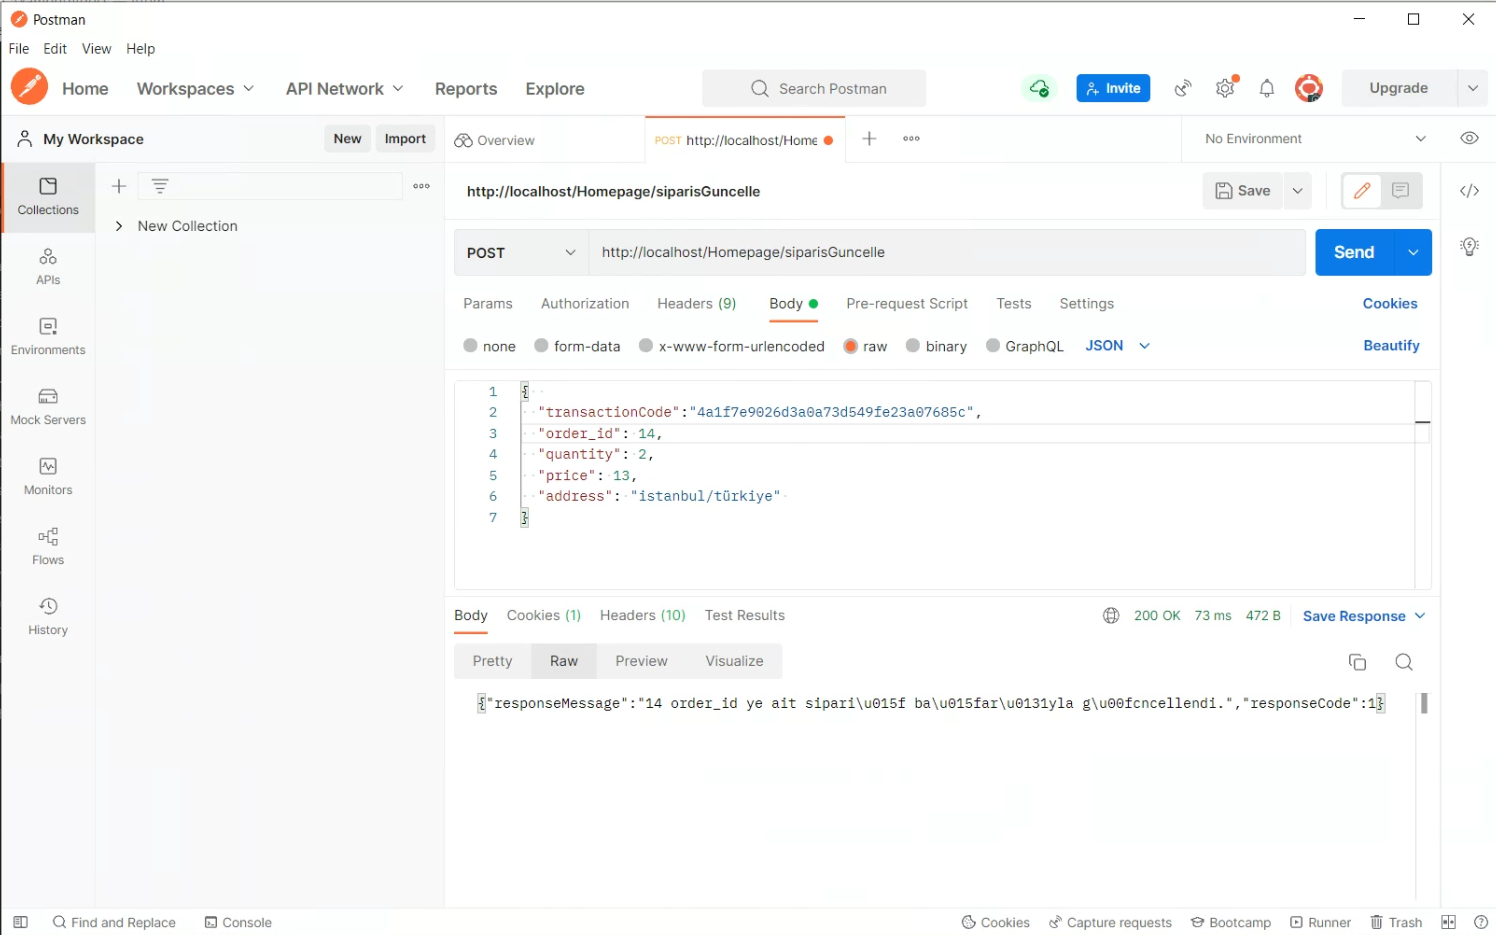 Postman
File Edit View Help
Home Workspaces API Network Reports Explore Search Postman Invite Upgrade
My Workspace New Import Overview POST http://localhost/Home No Environment
http://localhost/Homepage/siparisGuncelle Save
Collections
New Collection
POST http://localhost/Homepage/siparisGuncelle Send
APIs
Params Authorization Headers (9) Body Pre-request Script Tests Settings Cookies
Environments
none form-data x-www-form-urlencoded raw binary GraphQL JSON Beautify
Mock Servers
Monitors
Flows
History
1 {
2 "transactionCode":"4a1f7e9026d3a0a73d549fe23a07685c",
3 "order_id": 14,
4 "quantity": 2,
5 "price": 13,
6 "address": "istanbul/türkiye"
7 }
Body Cookies (1) Headers (10) Test Results 200 OK 73 ms 472 B Save Response
Pretty Raw Preview Visualize
{"responseMessage":"14 order_id ye ait sipari\u015f ba\u015far\u0131yla g\u00fcncellendi.","responseCode":1}
Find and Replace Console Cookies Capture requests Bootcamp Runner Trash